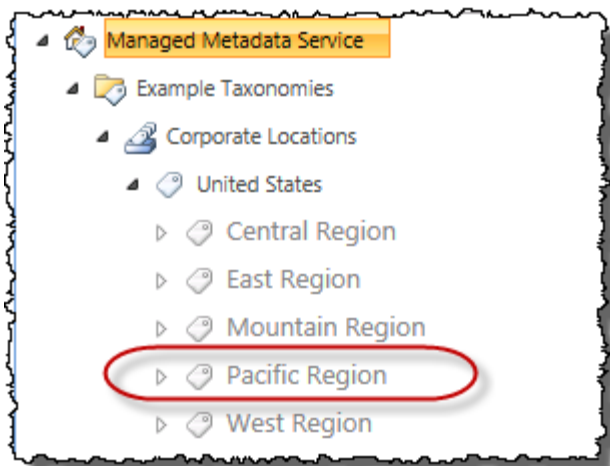 Managed Metadata Service
Example Taxonomies
Corporate Locations
United States
Central Region
East Region
Mountain Region
Pacific Region
West Region